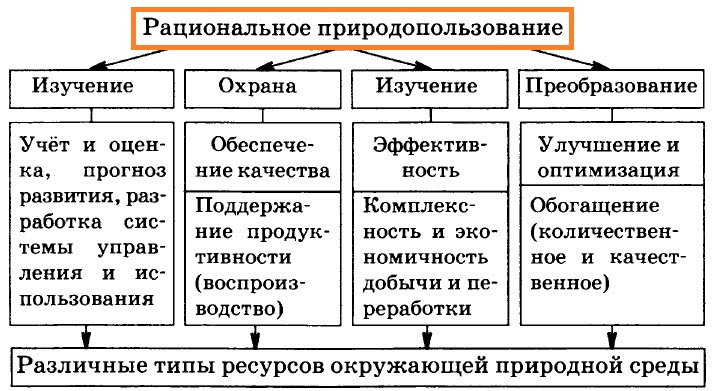 Рациональное природопользование
Изучение
Охрана
Изучение
Преобразование
Учёт и оцен-
ка, прогноз
развития, раз-
работка сис-
темы управ-
ления и ис-
пользования
Обеспече-
ние качества
Поддержа-
ние продук-
тивности
(воспроиз-
водство)
Эффектив-
ность
Комплекс-
ность и эко-
номичность
добычи и пе-
реработки
Улучшение и
оптимизация
Обогащение
(количествен-
ное и качест-
венное)
Различные типы ресурсов окружающей природной среды